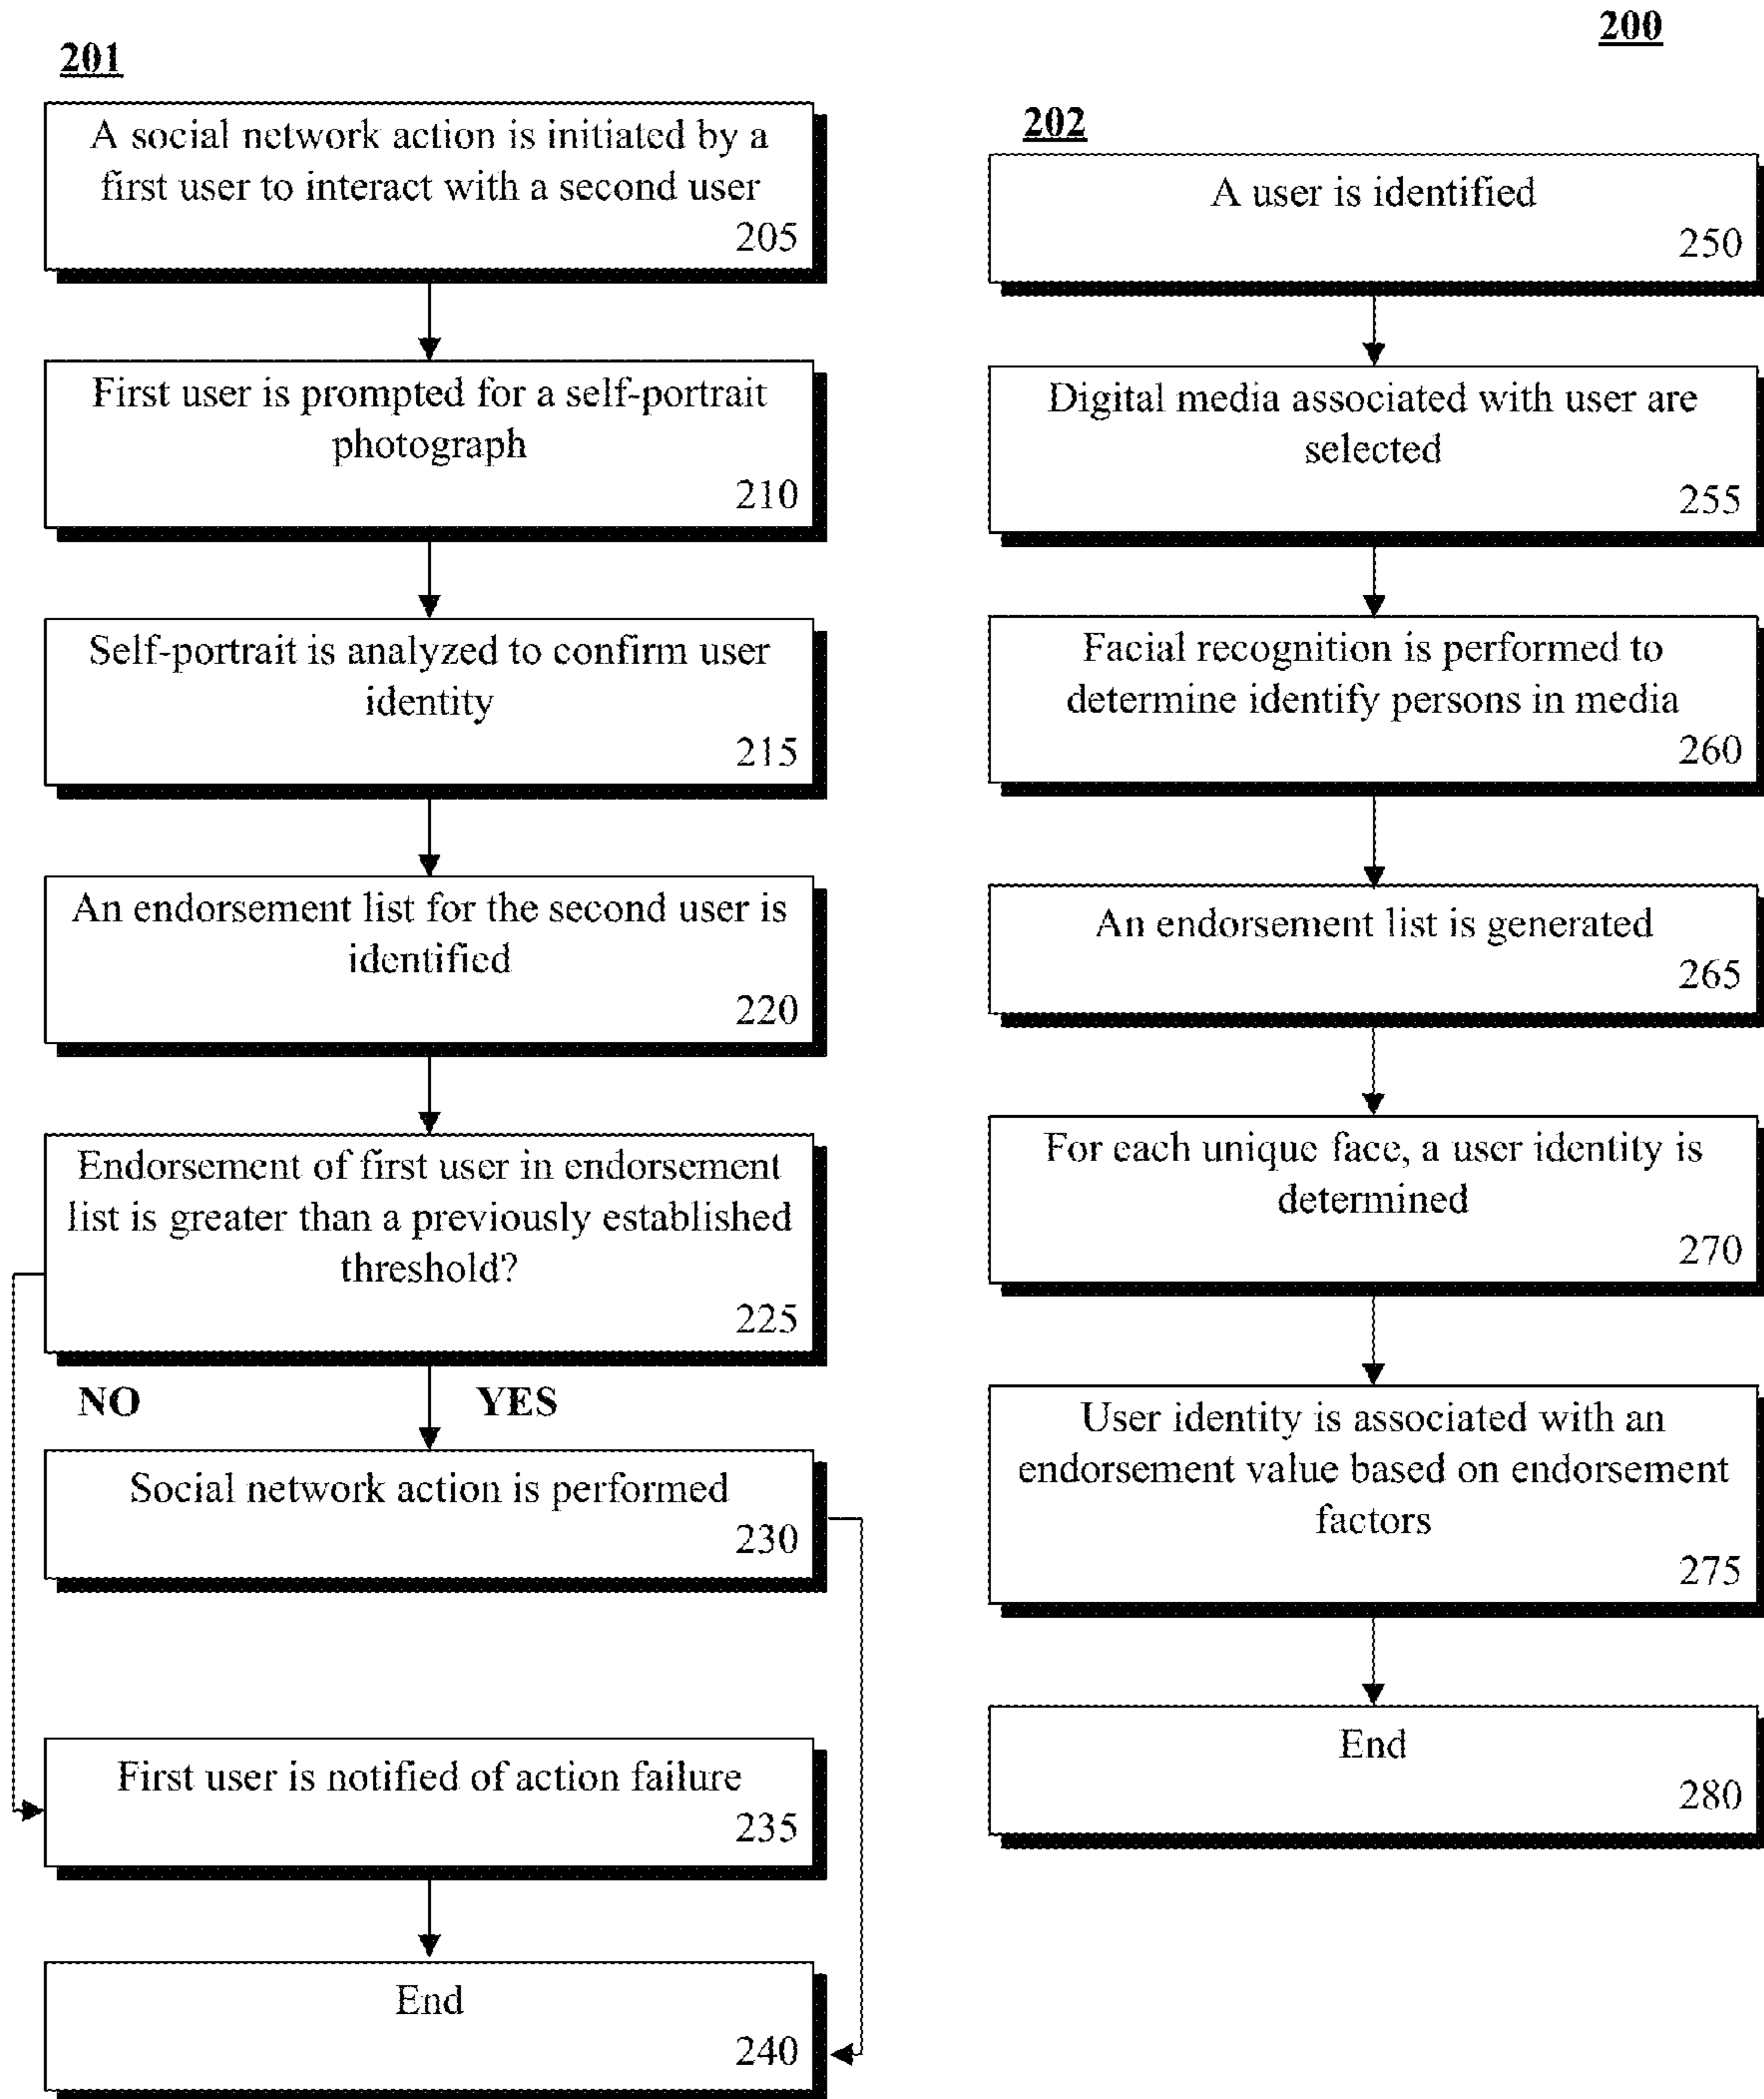 200
201
A social network action is initiated by a
first user to interact with a second user
205
First user is prompted for a self-portrait
photograph
210
Self-portrait is analyzed to confirm user
identity
215
An endorsement list for the second user is
identified
220
Endorsement of first user in endorsement
list is greater than a previously established
threshold?
225
NO
YES
Social network action is performed
230
First user is notified of action failure
235
End
240
202
A user is identified
250
Digital media associated with user are
selected
255
Facial recognition is performed to
determine identify persons in media
260
An endorsement list is generated
265
For each unique face, a user identity is
determined
270
User identity is associated with an
endorsement value based on endorsement
factors
275
End
280